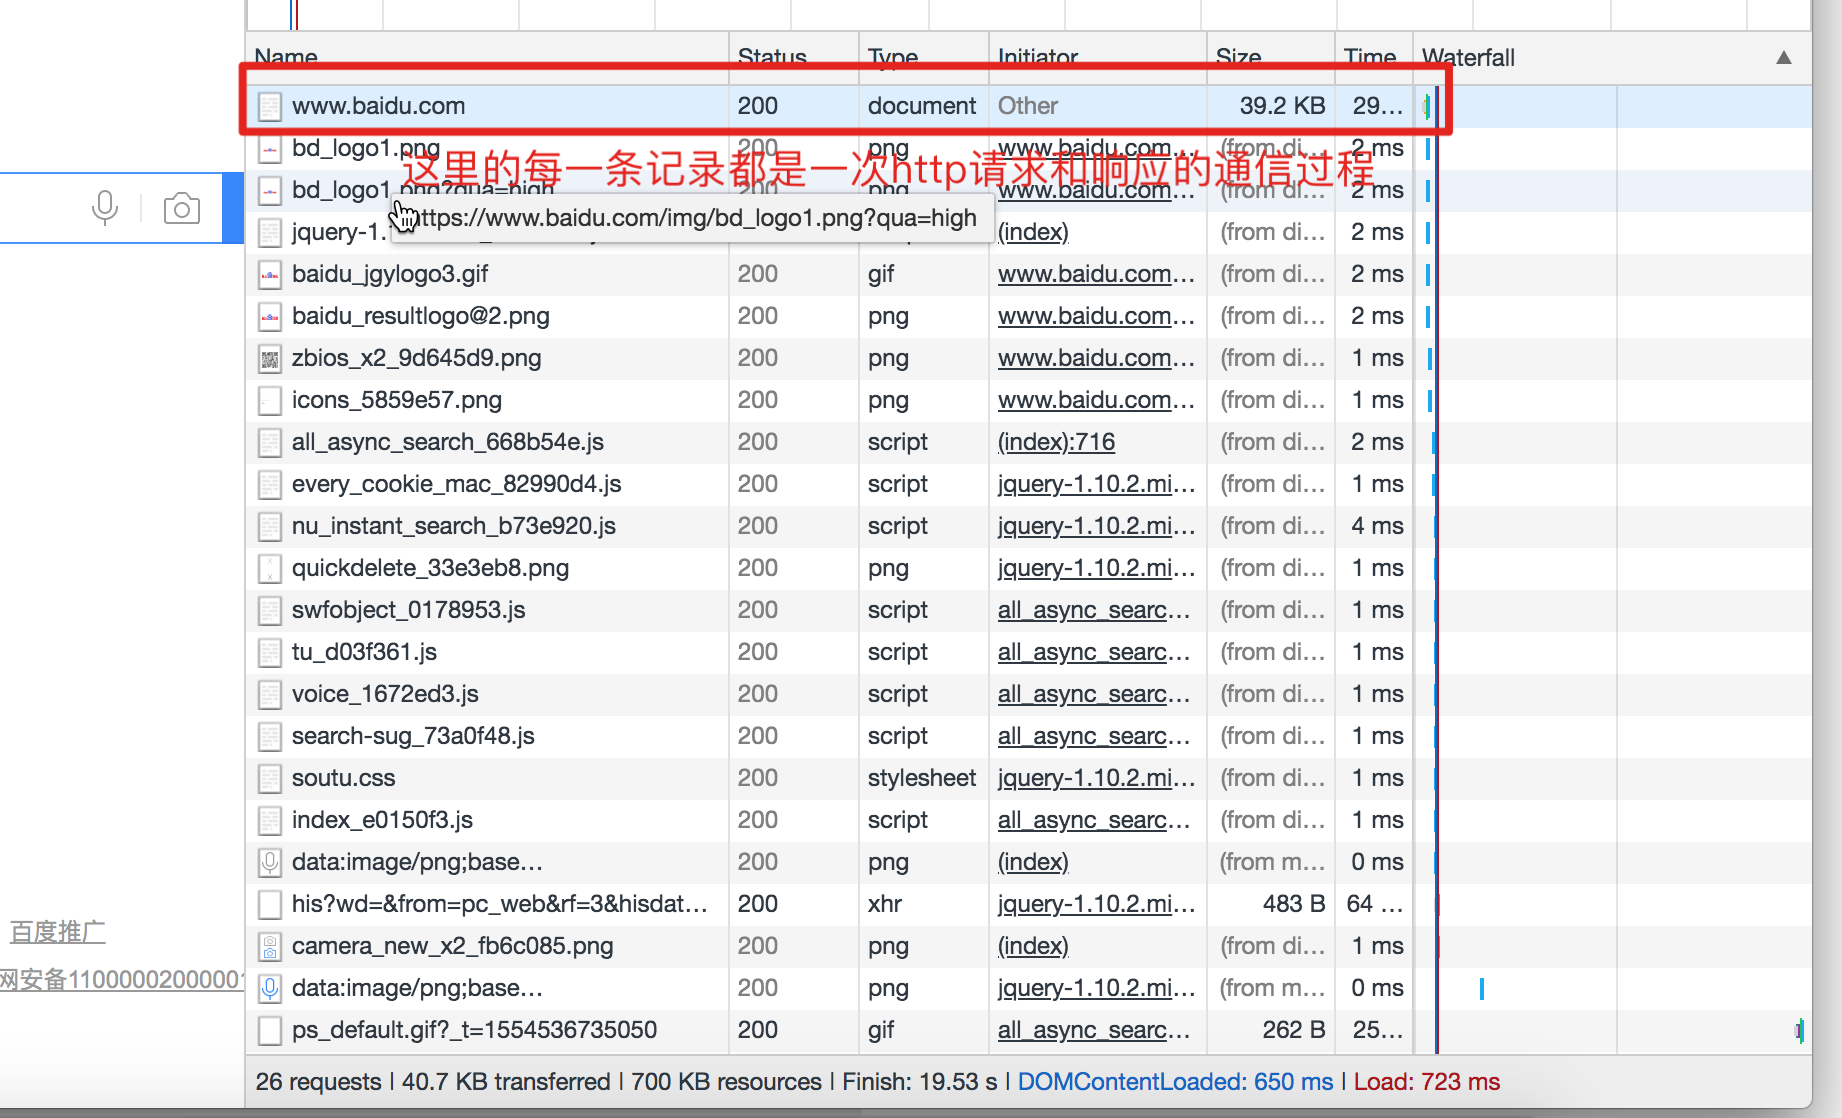 Name Status Type Initiator Size Time Waterfall
www.baidu.com 200 document Other 39.2 KB 29...
bd_logo1.png 200 png www.baidu.com... (from di... 2 ms
这里的每一条记录都是一次http请求和响应的通信过程
bd_logo1.png?qua=high 200 png www.baidu.com... (from di... 2 ms
https://www.baidu.com/img/bd_logo1.png?qua=high
jquery-1. (index) (from di... 2 ms
baidu_jgylogo3.gif 200 gif www.baidu.com... (from di... 2 ms
baidu_resultlogo@2.png 200 png www.baidu.com... (from di... 2 ms
zbios_x2_9d645d9.png 200 png www.baidu.com... (from di... 1 ms
icons_5859e57.png 200 png www.baidu.com... (from di... 1 ms
all_async_search_668b54e.js 200 script (index):716 (from di... 2 ms
every_cookie_mac_82990d4.js 200 script jquery-1.10.2.mi... (from di... 1 ms
nu_instant_search_b73e920.js 200 script jquery-1.10.2.mi... (from di... 4 ms
quickdelete_33e3eb8.png 200 png jquery-1.10.2.mi... (from di... 1 ms
swfobject_0178953.js 200 script all_async_searc... (from di... 1 ms
tu_d03f361.js 200 script all_async_searc... (from di... 1 ms
voice_1672ed3.js 200 script all_async_searc... (from di... 1 ms
search-sug_73a0f48.js 200 script all_async_searc... (from di... 1 ms
soutu.css 200 stylesheet jquery-1.10.2.mi... (from di... 1 ms
index_e0150f3.js 200 script all_async_searc... (from di... 1 ms
data:image/png;base... 200 png (index) (from m... 0 ms
his?wd=&from=pc_web&rf=3&hisdat... 200 xhr jquery-1.10.2.mi... 483 B 64 ...
camera_new_x2_fb6c085.png 200 png (index) (from di... 1 ms
data:image/png;base... 200 png jquery-1.10.2.mi... (from m... 0 ms
ps_default.gif?_t=1554536735050 200 gif all_async_searc... 262 B 25...
26 requests | 40.7 KB transferred | 700 KB resources | Finish: 19.53 s | DOMContentLoaded: 650 ms | Load: 723 ms
百度推广
网安备1100000200000